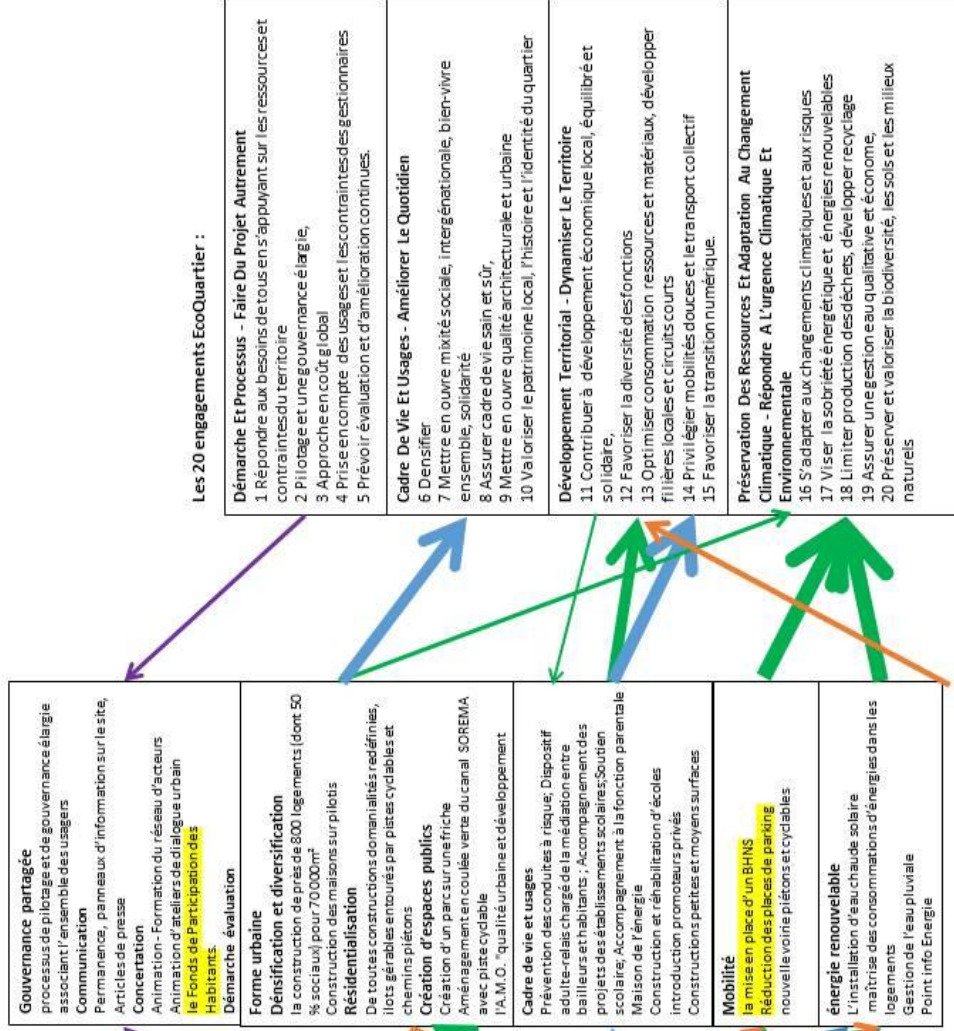 Gouvernance partagée
processus de pilotage et de gouvernance élargie
associant l'ensemble des usagers
Communication
Permanence, panneaux d'information sur le site,
Articles de presse
Concertation
Animation - Formation du réseau d'acteurs
Animation d'ateliers de dialogue urbain
le Fonds de Participation des
Habitants.
Démarche évaluation
Forme urbaine
Dénsification et diversifration
la construction de près de 800 logements (dont 50
% sociaux) pour 70 000m²
Construction des maisons sur pilotis
Résidentialisation
De toutes constructions domanialités redéfinies,
ilots gérables entourés par pistes cyclables et
chemins piétons
Création d'espaces publics
Création d'un parc sur une friche
Aménagement en coulée verte du canal SOREMA
avec piste cyclable
l'A.M.O. "qualité urbaine et développement
Cadre de vie et usages
Prévention des conduites à risque; Dispositif
adulte-relais chargé de la médiation entre
bailleurs et habitants ; Accompagnement des
projets des établissements scolaires;Soutien
scolaire; Accompagnement à la fonction parentale
Maison de l'énergie
Construction et réhabilitation d'écoles
introduction promoteurs privés
Constructions petites et moyens surfaces
Mobilité
la mise en place d'un BHNS
Réduction des places de parking
nouvelle voirie piétons et cyclables
énergie renouvelable
L'installation d'eau chaude solaire
maîtrise des consommations d'énergies dans les
logements
Gestion de l'eau pluviale
Point info Energie
Les 20 engagements EcoQuartier :
Démarche Et Processus - Faire Du Projet Autrement
1 Répondre aux besoins de tous en s'appuyant sur les ressources et
contraintes du territoire
2 Pilotage et une gouvernance élargie,
3 Approche en coût global
4 Prise en compte des usages et les contraintes des gestionnaires
5 Prévoir évaluation et d'amélioration continues.
Cadre De Vie Et Usages - Améliorer Le Quotidien
6 Densifier
7 Mettre en ouvre mixité sociale, intergénationale, bien-vivre
ensemble, solidarité
8 Assurer cadre de vie sain et sûr,
9 Mettre en ouvre qualité architecturale et urbaine
10 Valoriser le patrimoine local, l'histoire et l'identité du quartier
Développement Territorial - Dynamiser Le Territoire
11 Contribuer à développement économique local, équilibré et
solidaire,
12 Favoriser la diversité des fonctions
13 Optimiser consommation ressources et matériaux, développer
filières locales et circuits courts
14 Privilégier mobilités douces et le transport collectif
15 Favoriser la transition numérique.
Préservation Des Ressources Et Adaptation Au Changement
Climatique - Répondre A L'urgence Climatique Et
Environnementale
16 S'adapter aux changements climatiques et aux risques
17 Viser la sobriété énergétique et énergies renouvelables
18 Limiter production des déchets, développer recyclage
19 Assurer une gestion eau qualitative et économe,
20 Préserver et valoriser la biodiversité, les sols et les milieux
naturels